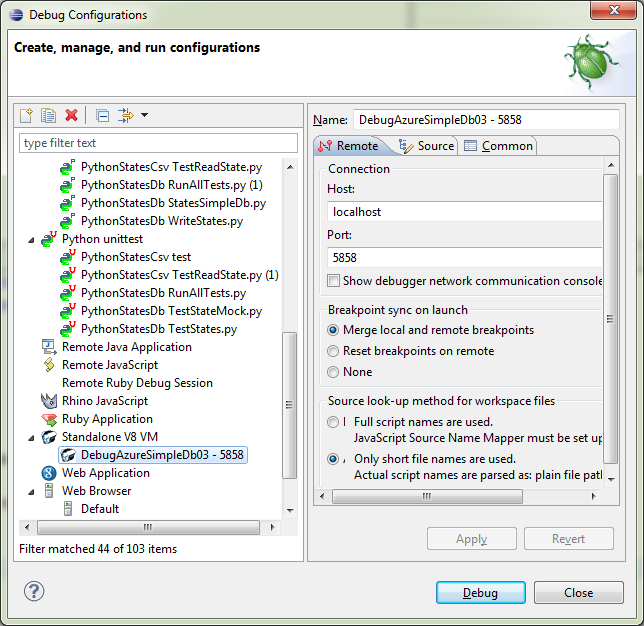 Debug Configurations
Create, manage, and run configurations
type filter text
PythonStatesCsv TestReadState.py
PythonStatesDb RunAllTests.py (1)
PythonStatesDb StatesSimpleDb.py
PythonStatesDb WriteStates.py
Python unittest
PythonStatesCsv test
PythonStatesCsv TestReadState.py (1)
PythonStatesDb RunAllTests.py
PythonStatesDb TestStateMock.py
PythonStatesDb TestStates.py
Remote Java Application
Remote JavaScript
Remote Ruby Debug Session
Rhino JavaScript
Ruby Application
Standalone V8 VM
DebugAzureSimpleDb03 - 5858
Web Application
Web Browser
Default
Filter matched 44 of 103 items
Name: DebugAzureSimpleDb03 - 5858
Remote Source Common
Connection
Host:
localhost
Port:
5858
Show debugger network communication console
Breakpoint sync on launch
Merge local and remote breakpoints
Reset breakpoints on remote
None
Source look-up method for workspace files
Full script names are used.
JavaScript Source Name Mapper must be set up
Only short file names are used.
Actual script names are parsed as: plain file path
Apply Revert
Debug Close